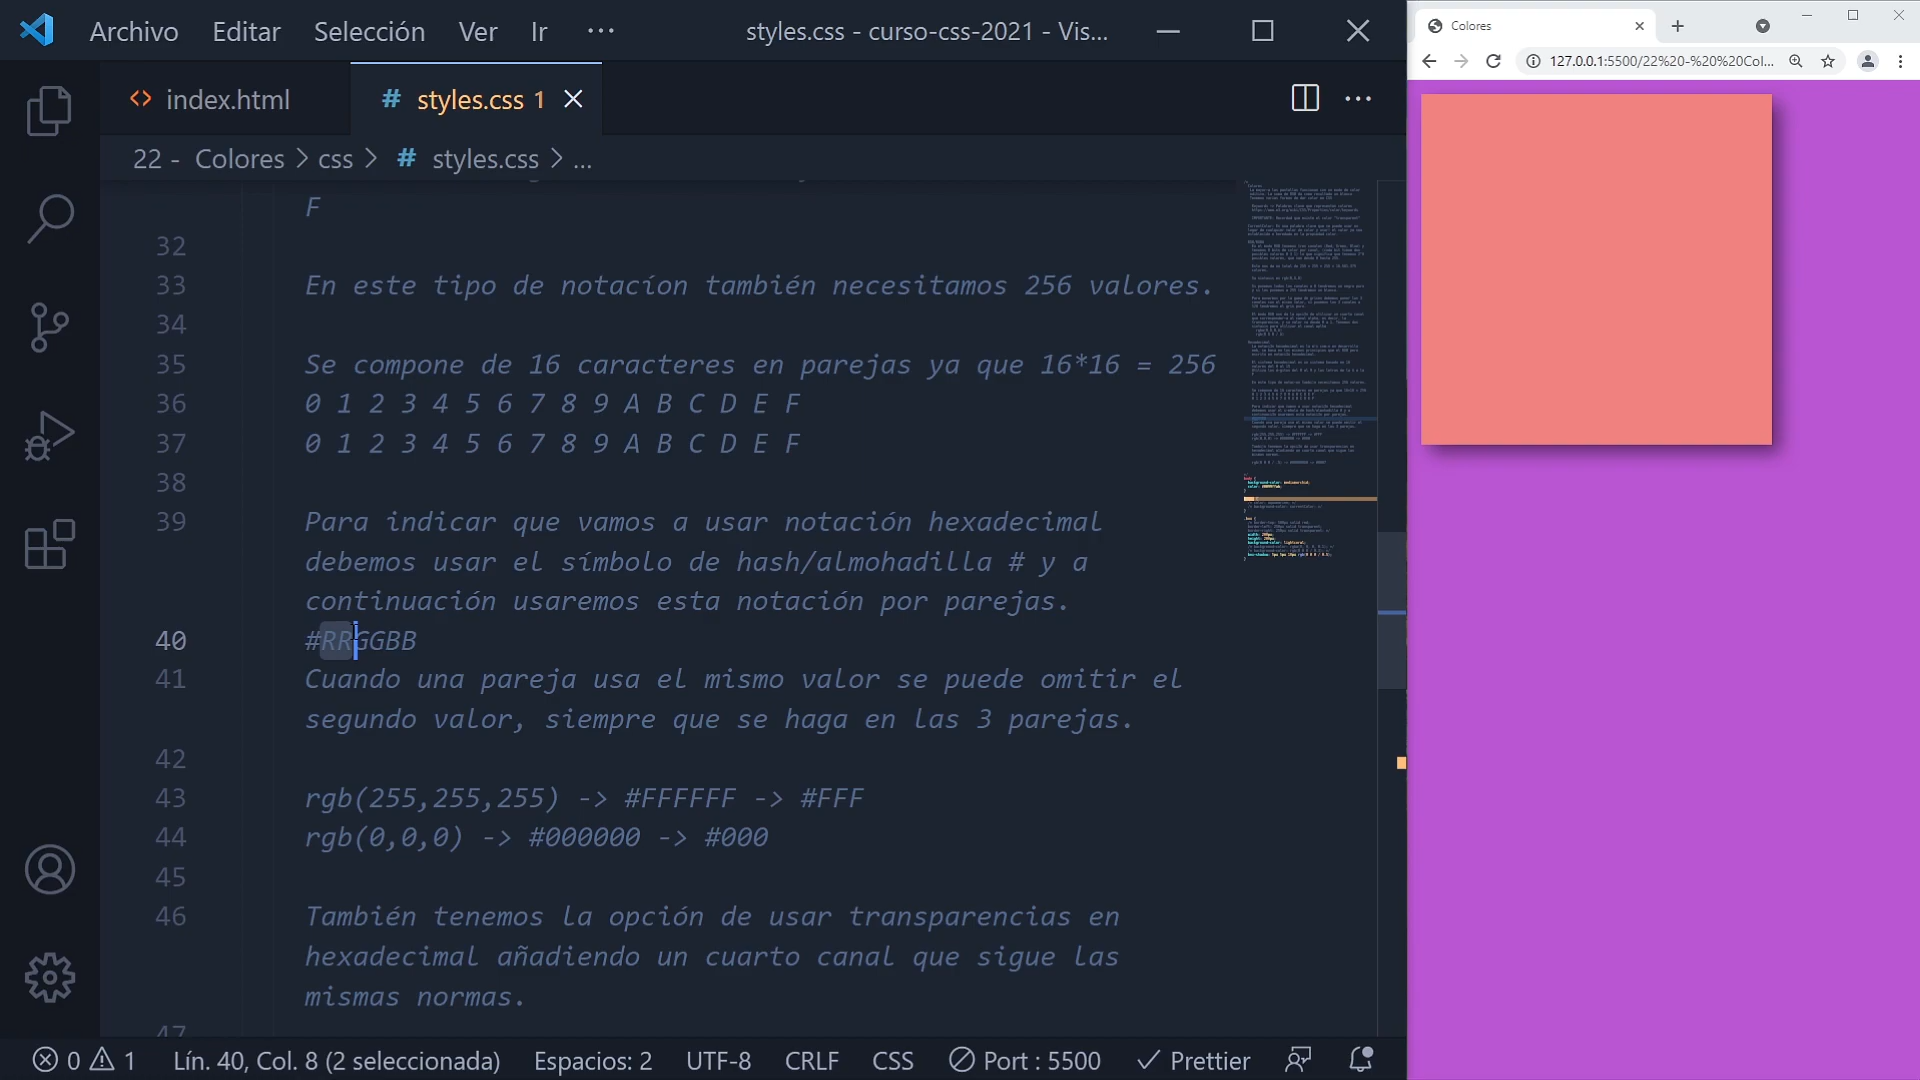 Archivo Editar Selección Ver Ir ··· styles.css - curso-css-2021 - Vis...
index.html
# styles.css 1
22 - Colores > css > # styles.css > ...
F
32
33 En este tipo de notacíon también necesitamos 256 valores.
34
35 Se compone de 16 caracteres en parejas ya que 16*16 = 256
36 0 1 2 3 4 5 6 7 8 9 A B C D E F
37 0 1 2 3 4 5 6 7 8 9 A B C D E F
38
39 Para indicar que vamos a usar notación hexadecimal
debemos usar el símbolo de hash/almohadilla # y a
continuación usaremos esta notación por parejas.
40 #RRGGBB
41 Cuando una pareja usa el mismo valor se puede omitir el
segundo valor, siempre que se haga en las 3 parejas.
42
43 rgb(255,255,255) -> #FFFFFF -> #FFF
44 rgb(0,0,0) -> #000000 -> #000
45
46 También tenemos la opción de usar transparencias en
hexadecimal añadiendo un cuarto canal que sigue las
mismas normas.
47
0 1 Lín. 40, Col. 8 (2 seleccionada) Espacios: 2 UTF-8 CRLF CSS Port : 5500 Prettier
Colores
127.0.0.1:5500/22%20-%20%20Col...